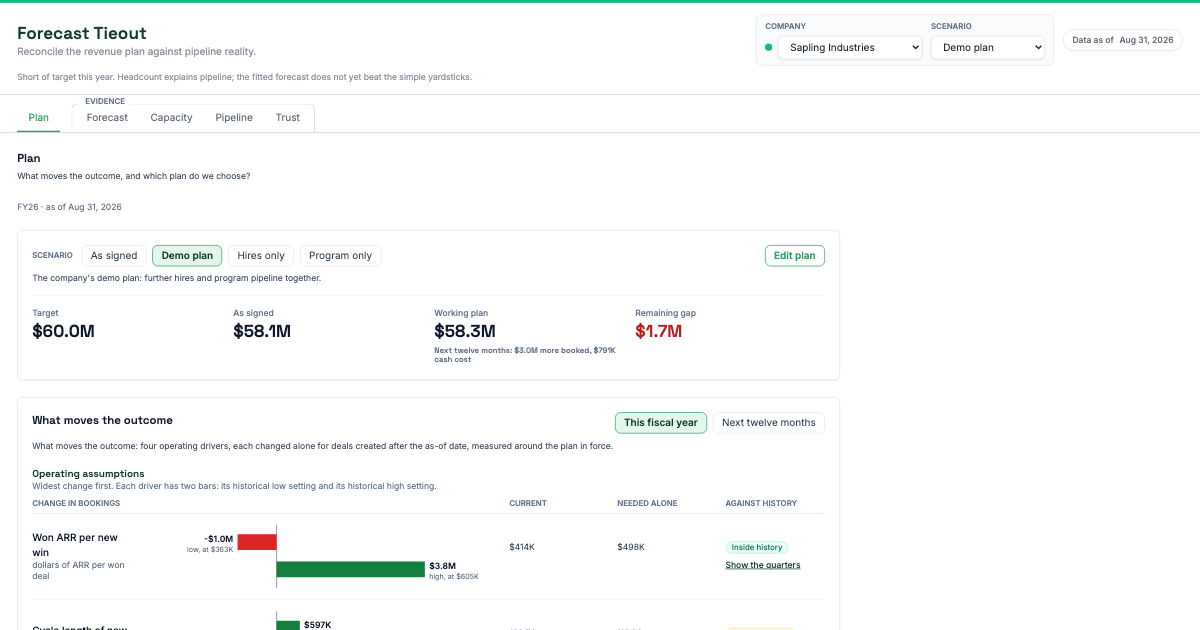 Forecast Tieout
Reconcile the revenue plan against pipeline reality.
Short of target this year. Headcount explains pipeline; the fitted forecast does not yet beat the simple yardsticks.
COMPANY
Sapling Industries
SCENARIO
Demo plan
Data as of Aug 31, 2026
Plan
EVIDENCE
Forecast
Capacity
Pipeline
Trust
Plan
What moves the outcome, and which plan do we choose?
FY26 · as of Aug 31, 2026
SCENARIO
As signed
Demo plan
Hires only
Program only
Edit plan
The company's demo plan: further hires and program pipeline together.
Target
$60.0M
As signed
$58.1M
Working plan
$58.3M
Next twelve months: $3.0M more booked, $791K
cash cost
Remaining gap
$1.7M
What moves the outcome
This fiscal year
Next twelve months
What moves the outcome: four operating drivers, each changed alone for deals created after the as-of date, measured around the plan in force.
Operating assumptions
Widest change first. Each driver has two bars: its historical low setting and its historical high setting.
CHANGE IN BOOKINGS
CURRENT
NEEDED ALONE
AGAINST HISTORY
Won ARR per new
win
dollars of ARR per won
deal
-$1.0M
low, at $363K
$3.8M
high, at $605K
$414K
$498K
Inside history
Show the quarters
$597K